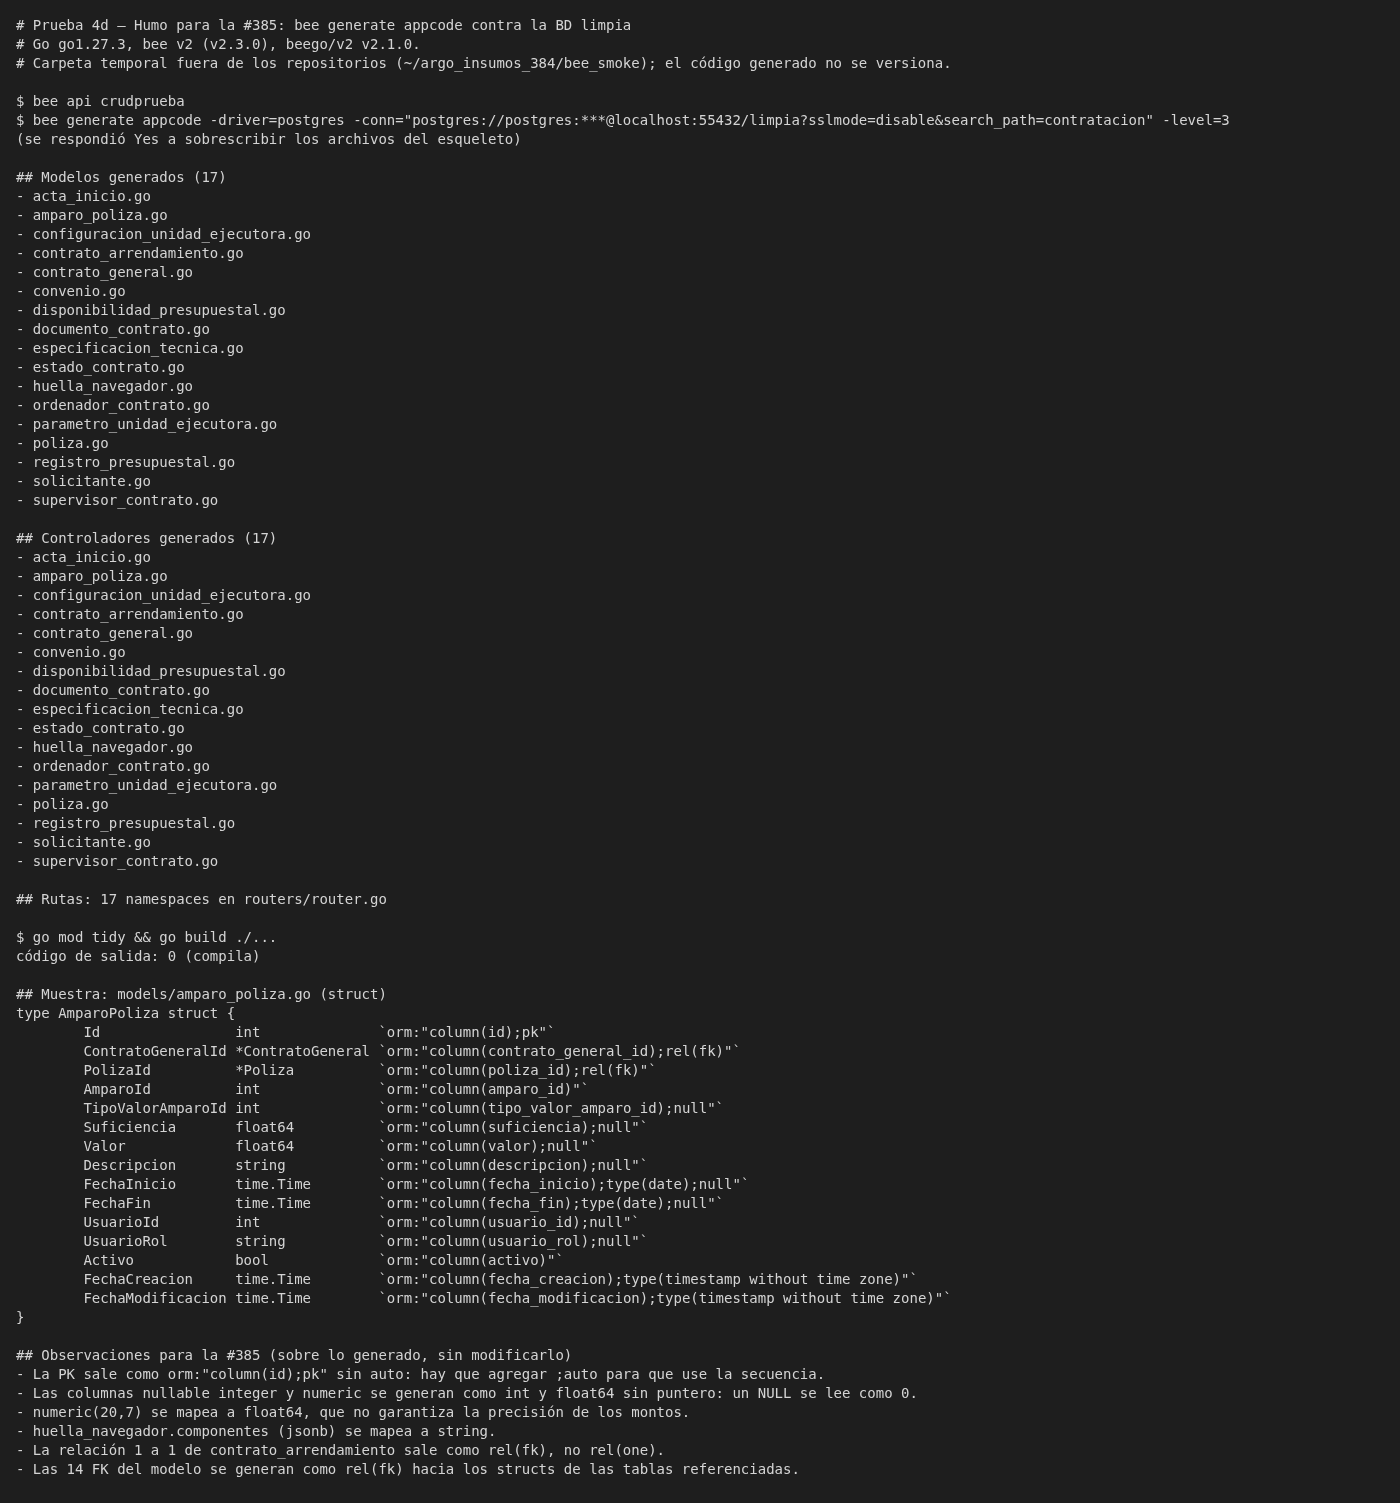 # Prueba 4d — Humo para la #385: bee generate appcode contra la BD limpia
# Go go1.27.3, bee v2 (v2.3.0), beego/v2 v2.1.0.
# Carpeta temporal fuera de los repositorios (~/argo_insumos_384/bee_smoke); el código generado no se versiona.

$ bee api crudprueba
$ bee generate appcode -driver=postgres -conn="postgres://postgres:***@localhost:55432/limpia?sslmode=disable&search_path=contratacion" -level=3
(se respondió Yes a sobrescribir los archivos del esqueleto)

## Modelos generados (17)
- acta_inicio.go
- amparo_poliza.go
- configuracion_unidad_ejecutora.go
- contrato_arrendamiento.go
- contrato_general.go
- convenio.go
- disponibilidad_presupuestal.go
- documento_contrato.go
- especificacion_tecnica.go
- estado_contrato.go
- huella_navegador.go
- ordenador_contrato.go
- parametro_unidad_ejecutora.go
- poliza.go
- registro_presupuestal.go
- solicitante.go
- supervisor_contrato.go

## Controladores generados (17)
- acta_inicio.go
- amparo_poliza.go
- configuracion_unidad_ejecutora.go
- contrato_arrendamiento.go
- contrato_general.go
- convenio.go
- disponibilidad_presupuestal.go
- documento_contrato.go
- especificacion_tecnica.go
- estado_contrato.go
- huella_navegador.go
- ordenador_contrato.go
- parametro_unidad_ejecutora.go
- poliza.go
- registro_presupuestal.go
- solicitante.go
- supervisor_contrato.go

## Rutas: 17 namespaces en routers/router.go

$ go mod tidy && go build ./...
código de salida: 0 (compila)

## Muestra: models/amparo_poliza.go (struct)
type AmparoPoliza struct {
        Id                int              `orm:"column(id);pk"`
        ContratoGeneralId *ContratoGeneral `orm:"column(contrato_general_id);rel(fk)"`
        PolizaId          *Poliza          `orm:"column(poliza_id);rel(fk)"`
        AmparoId          int              `orm:"column(amparo_id)"`
        TipoValorAmparoId int              `orm:"column(tipo_valor_amparo_id);null"`
        Suficiencia       float64          `orm:"column(suficiencia);null"`
        Valor             float64          `orm:"column(valor);null"`
        Descripcion       string           `orm:"column(descripcion);null"`
        FechaInicio       time.Time        `orm:"column(fecha_inicio);type(date);null"`
        FechaFin          time.Time        `orm:"column(fecha_fin);type(date);null"`
        UsuarioId         int              `orm:"column(usuario_id);null"`
        UsuarioRol        string           `orm:"column(usuario_rol);null"`
        Activo            bool             `orm:"column(activo)"`
        FechaCreacion     time.Time        `orm:"column(fecha_creacion);type(timestamp without time zone)"`
        FechaModificacion time.Time        `orm:"column(fecha_modificacion);type(timestamp without time zone)"`
}

## Observaciones para la #385 (sobre lo generado, sin modificarlo)
- La PK sale como orm:"column(id);pk" sin auto: hay que agregar ;auto para que use la secuencia.
- Las columnas nullable integer y numeric se generan como int y float64 sin puntero: un NULL se lee como 0.
- numeric(20,7) se mapea a float64, que no garantiza la precisión de los montos.
- huella_navegador.componentes (jsonb) se mapea a string.
- La relación 1 a 1 de contrato_arrendamiento sale como rel(fk), no rel(one).
- Las 14 FK del modelo se generan como rel(fk) hacia los structs de las tablas referenciadas.